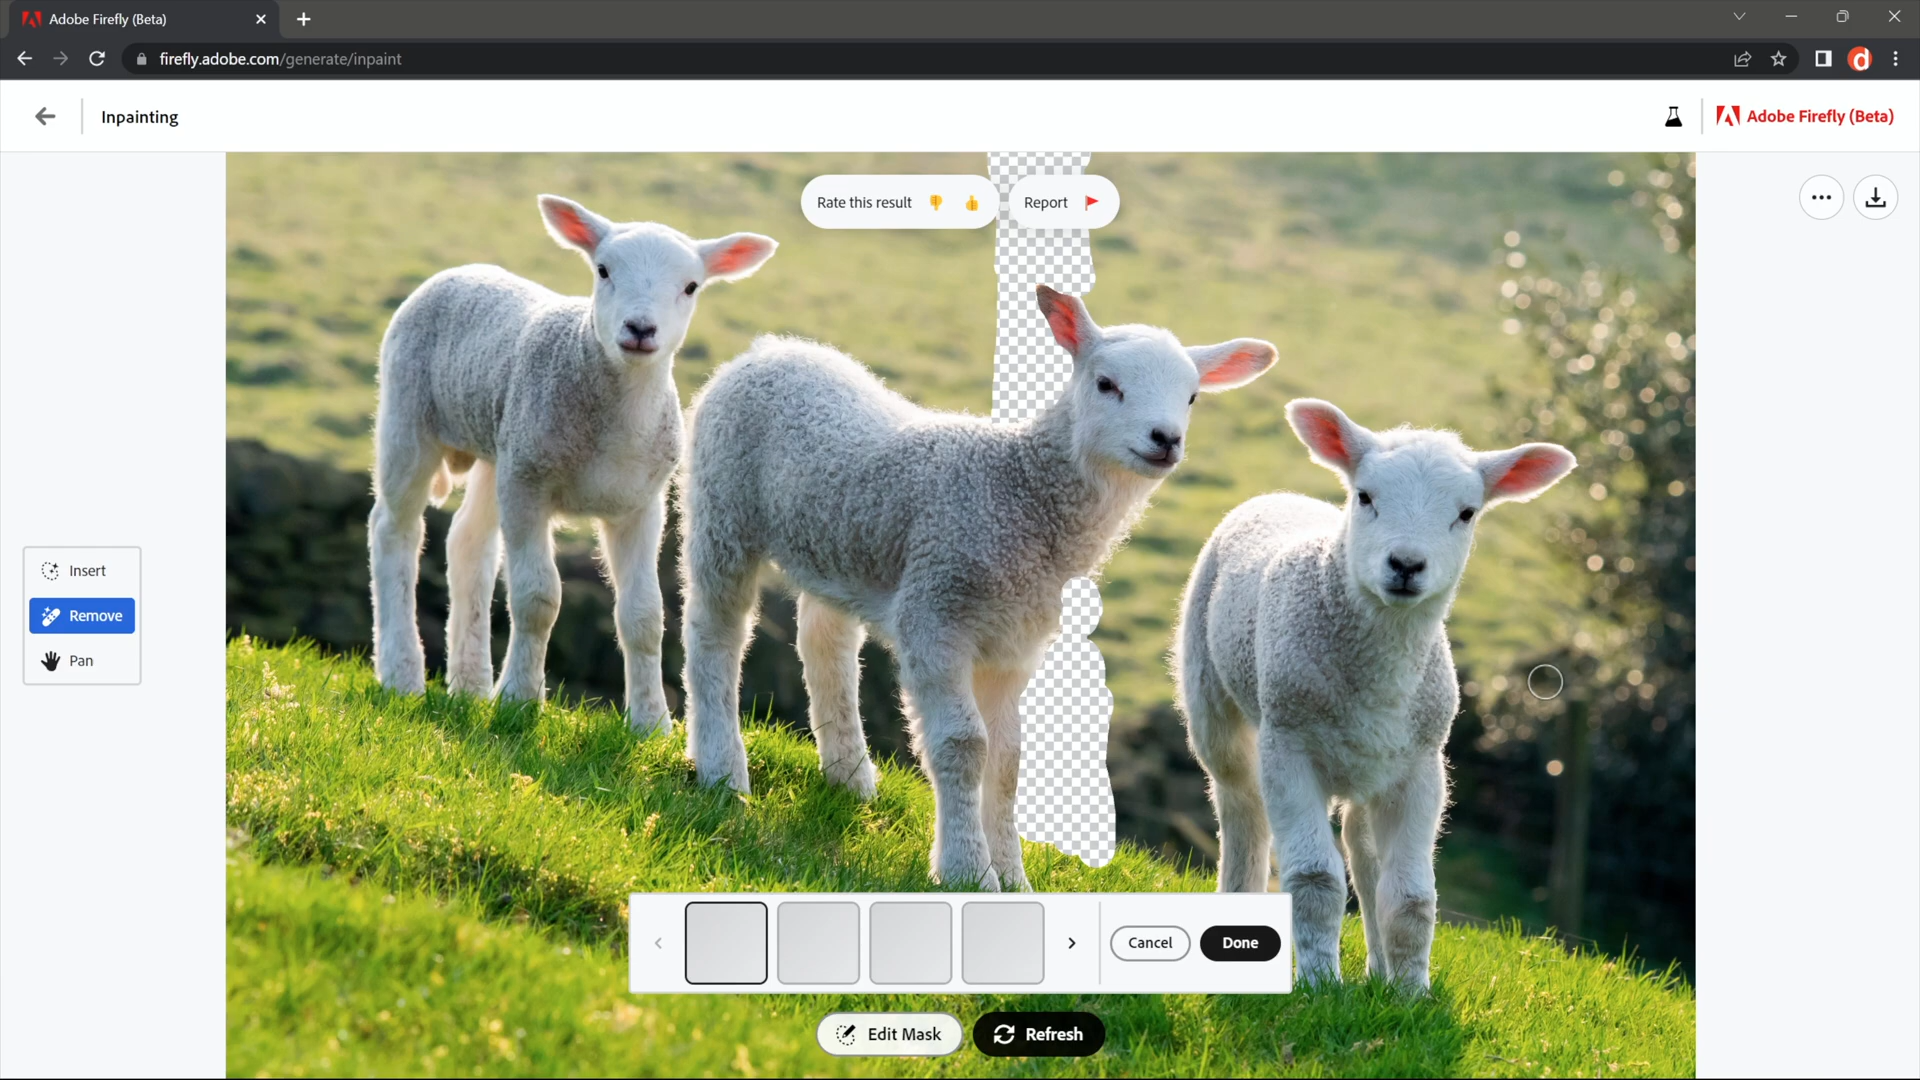 Adobe Firefly (Beta)
firefly.adobe.com/generate/inpaint
Inpainting
Adobe Firefly (Beta)
Rate this result
Report
Insert
Remove
Pan
Cancel
Done
Edit Mask
Refresh